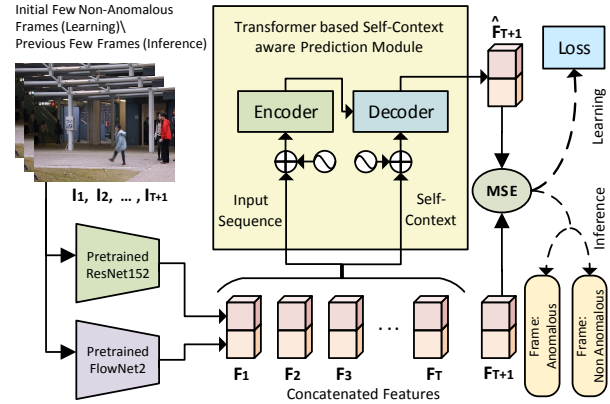 Initial Few Non-Anomalous
Frames (Learning)\
Previous Few Frames (Inference)
I1, I2, ... , IT+1
Transformer based Self-Context
aware Prediction Module
Encoder
Decoder
Input
Sequence
Self-
Context
F̂T+1
Loss
Learning
MSE
Inference
Pretrained
ResNet152
Pretrained
FlowNet2
F1
F2
F3
...
FT
FT+1
Concatenated Features
Frame:
Anomalous
Frame:
Non Anomalous